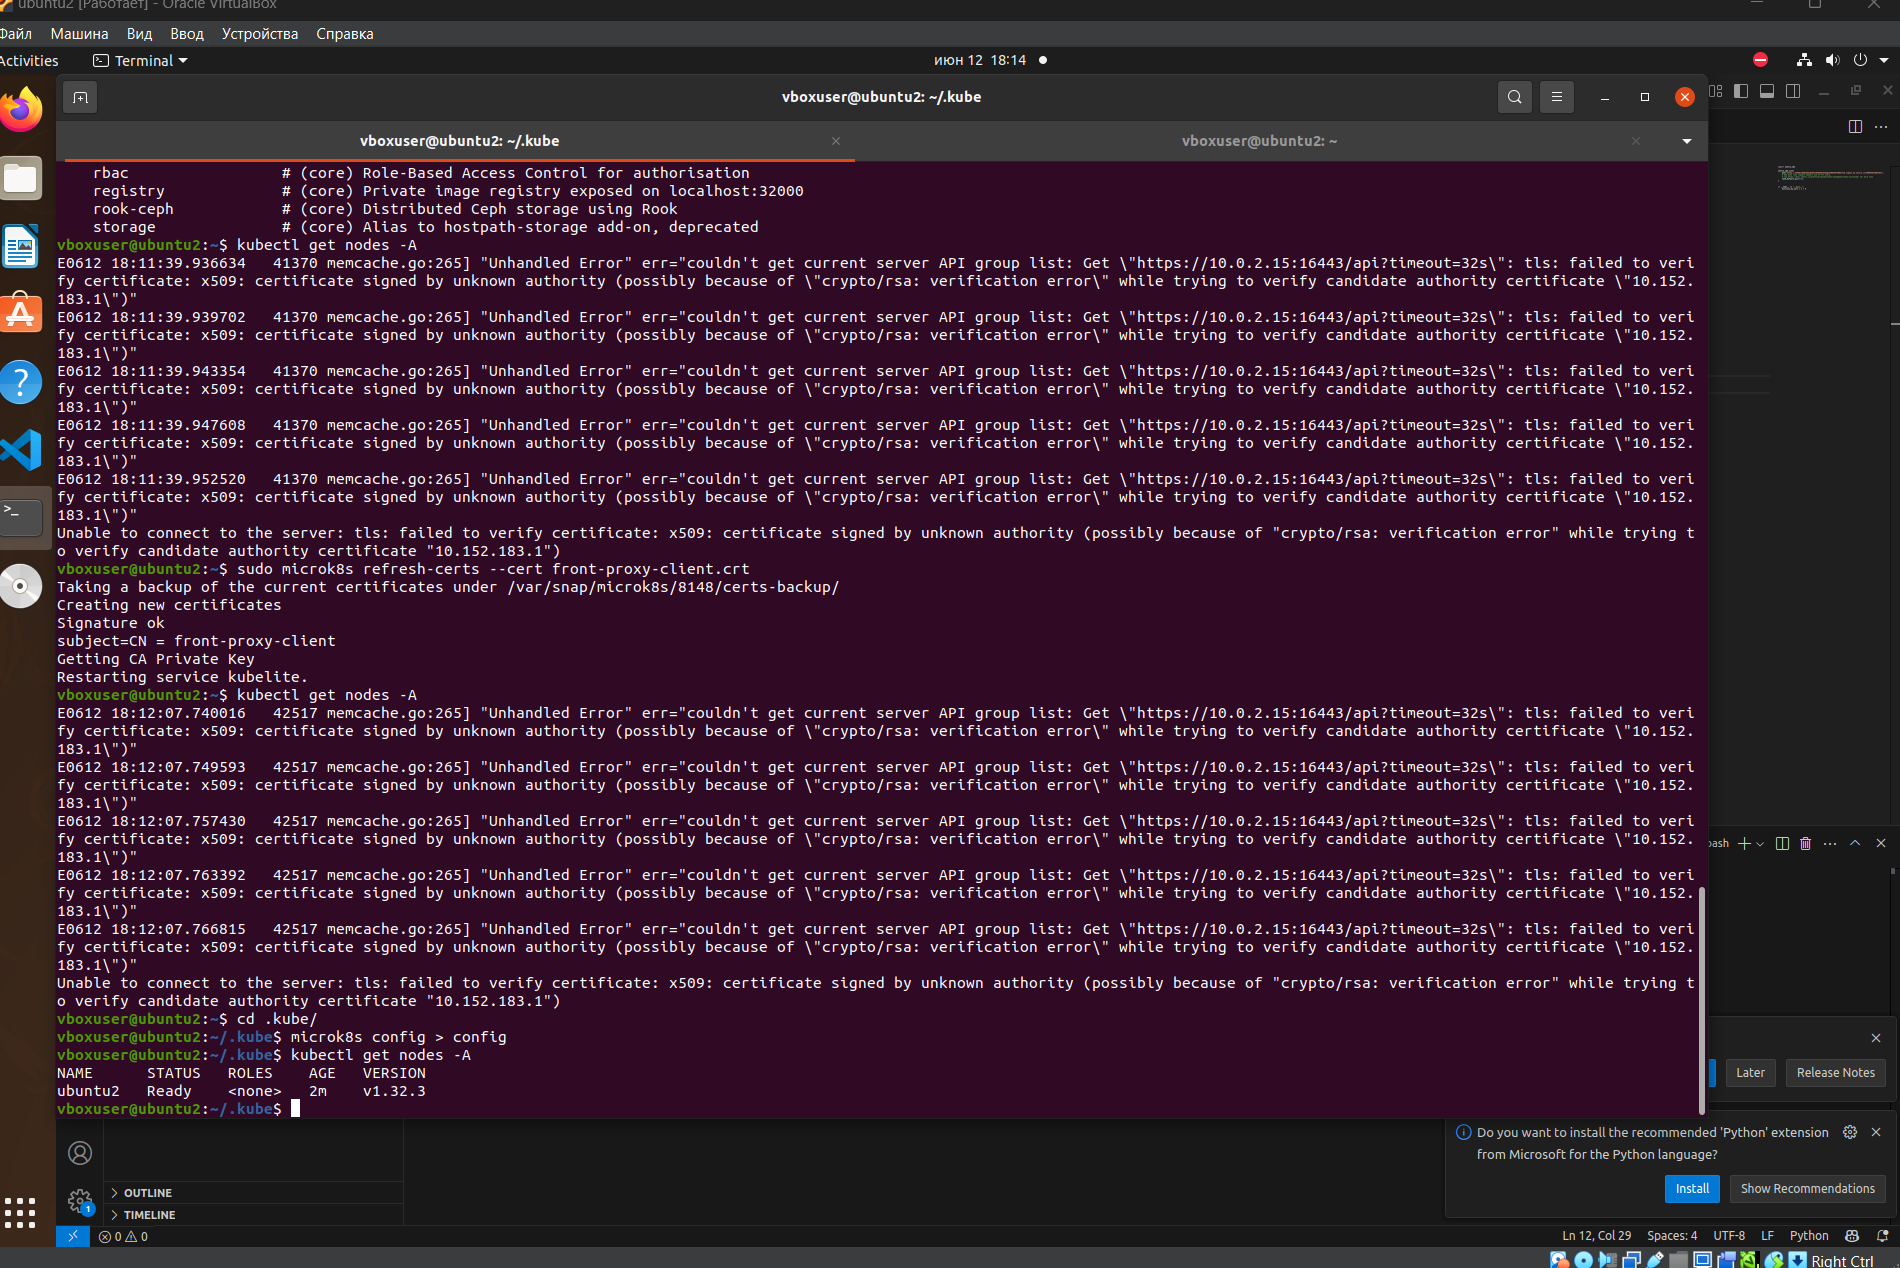 ubuntu2 [Работает] - Oracle VirtualBox
Файл Машина Вид Ввод Устройства Справка
Activities Terminal июн 12 18:14
vboxuser@ubuntu2: ~/.kube
vboxuser@ubuntu2: ~/.kube vboxuser@ubuntu2: ~
rbac # (core) Role-Based Access Control for authorisation
registry # (core) Private image registry exposed on localhost:32000
rook-ceph # (core) Distributed Ceph storage using Rook
storage # (core) Alias to hostpath-storage add-on, deprecated
vboxuser@ubuntu2:~$ kubectl get nodes -A
E0612 18:11:39.936634 41370 memcache.go:265] "Unhandled Error" err="couldn't get current server API group list: Get \"https://10.0.2.15:16443/api?timeout=32s\": tls: failed to veri
fy certificate: x509: certificate signed by unknown authority (possibly because of \"crypto/rsa: verification error\" while trying to verify candidate authority certificate \"10.152.
183.1\")"
E0612 18:11:39.939702 41370 memcache.go:265] "Unhandled Error" err="couldn't get current server API group list: Get \"https://10.0.2.15:16443/api?timeout=32s\": tls: failed to veri
fy certificate: x509: certificate signed by unknown authority (possibly because of \"crypto/rsa: verification error\" while trying to verify candidate authority certificate \"10.152.
183.1\")"
E0612 18:11:39.943354 41370 memcache.go:265] "Unhandled Error" err="couldn't get current server API group list: Get \"https://10.0.2.15:16443/api?timeout=32s\": tls: failed to veri
fy certificate: x509: certificate signed by unknown authority (possibly because of \"crypto/rsa: verification error\" while trying to verify candidate authority certificate \"10.152.
183.1\")"
E0612 18:11:39.947608 41370 memcache.go:265] "Unhandled Error" err="couldn't get current server API group list: Get \"https://10.0.2.15:16443/api?timeout=32s\": tls: failed to veri
fy certificate: x509: certificate signed by unknown authority (possibly because of \"crypto/rsa: verification error\" while trying to verify candidate authority certificate \"10.152.
183.1\")"
E0612 18:11:39.952520 41370 memcache.go:265] "Unhandled Error" err="couldn't get current server API group list: Get \"https://10.0.2.15:16443/api?timeout=32s\": tls: failed to veri
fy certificate: x509: certificate signed by unknown authority (possibly because of \"crypto/rsa: verification error\" while trying to verify candidate authority certificate \"10.152.
183.1\")"
Unable to connect to the server: tls: failed to verify certificate: x509: certificate signed by unknown authority (possibly because of "crypto/rsa: verification error" while trying t
o verify candidate authority certificate "10.152.183.1")
vboxuser@ubuntu2:~$ sudo microk8s refresh-certs --cert front-proxy-client.crt
Taking a backup of the current certificates under /var/snap/microk8s/8148/certs-backup/
Creating new certificates
Signature ok
subject=CN = front-proxy-client
Getting CA Private Key
Restarting service kubelite.
vboxuser@ubuntu2:~$ kubectl get nodes -A
E0612 18:12:07.740016 42517 memcache.go:265] "Unhandled Error" err="couldn't get current server API group list: Get \"https://10.0.2.15:16443/api?timeout=32s\": tls: failed to veri
fy certificate: x509: certificate signed by unknown authority (possibly because of \"crypto/rsa: verification error\" while trying to verify candidate authority certificate \"10.152.
183.1\")"
E0612 18:12:07.749593 42517 memcache.go:265] "Unhandled Error" err="couldn't get current server API group list: Get \"https://10.0.2.15:16443/api?timeout=32s\": tls: failed to veri
fy certificate: x509: certificate signed by unknown authority (possibly because of \"crypto/rsa: verification error\" while trying to verify candidate authority certificate \"10.152.
183.1\")"
E0612 18:12:07.757430 42517 memcache.go:265] "Unhandled Error" err="couldn't get current server API group list: Get \"https://10.0.2.15:16443/api?timeout=32s\": tls: failed to veri
fy certificate: x509: certificate signed by unknown authority (possibly because of \"crypto/rsa: verification error\" while trying to verify candidate authority certificate \"10.152.
183.1\")"
E0612 18:12:07.763392 42517 memcache.go:265] "Unhandled Error" err="couldn't get current server API group list: Get \"https://10.0.2.15:16443/api?timeout=32s\": tls: failed to veri
fy certificate: x509: certificate signed by unknown authority (possibly because of \"crypto/rsa: verification error\" while trying to verify candidate authority certificate \"10.152.
183.1\")"
E0612 18:12:07.766815 42517 memcache.go:265] "Unhandled Error" err="couldn't get current server API group list: Get \"https://10.0.2.15:16443/api?timeout=32s\": tls: failed to veri
fy certificate: x509: certificate signed by unknown authority (possibly because of \"crypto/rsa: verification error\" while trying to verify candidate authority certificate \"10.152.
183.1\")"
Unable to connect to the server: tls: failed to verify certificate: x509: certificate signed by unknown authority (possibly because of "crypto/rsa: verification error" while trying t
o verify candidate authority certificate "10.152.183.1")
vboxuser@ubuntu2:~$ cd .kube/
vboxuser@ubuntu2:~/.kube$ microk8s config > config
vboxuser@ubuntu2:~/.kube$ kubectl get nodes -A
NAME STATUS ROLES AGE VERSION
ubuntu2 Ready <none> 2m v1.32.3
vboxuser@ubuntu2:~/.kube$
bash
Later Release Notes
Do you want to install the recommended 'Python' extension
from Microsoft for the Python language?
Install Show Recommendations
OUTLINE
1
TIMELINE
0 0 Ln 12, Col 29 Spaces: 4 UTF-8 LF Python
Right Ctrl